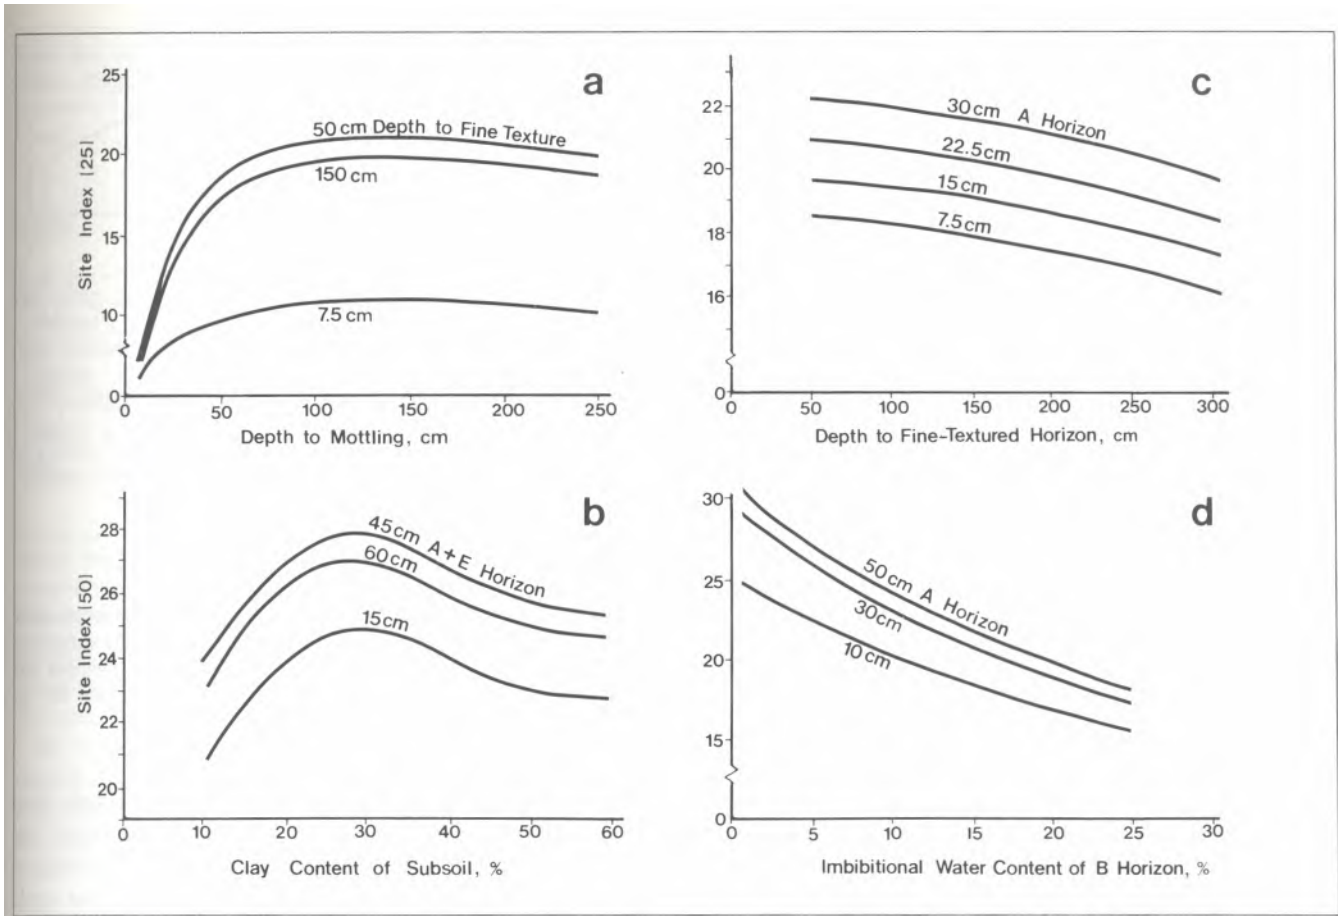 a
25
20
15
10
0
Site Index [25]
50 cm Depth to Fine Texture
150 cm
7.5 cm
0 50 100 150 200 250
Depth to Mottling, cm
c
22
20
18
16
0
30 cm A Horizon
22.5cm
15 cm
7.5 cm
0 50 100 150 200 250 300
Depth to Fine-Textured Horizon, cm
b
28
26
24
22
20
Site Index [50]
45 cm A+E Horizon
60 cm
15 cm
0 10 20 30 40 50 60
Clay Content of Subsoil, %
d
30
25
20
15
0
50 cm A Horizon
30 cm
10 cm
0 5 10 15 20 25 30
Imbibitional Water Content of B Horizon, %